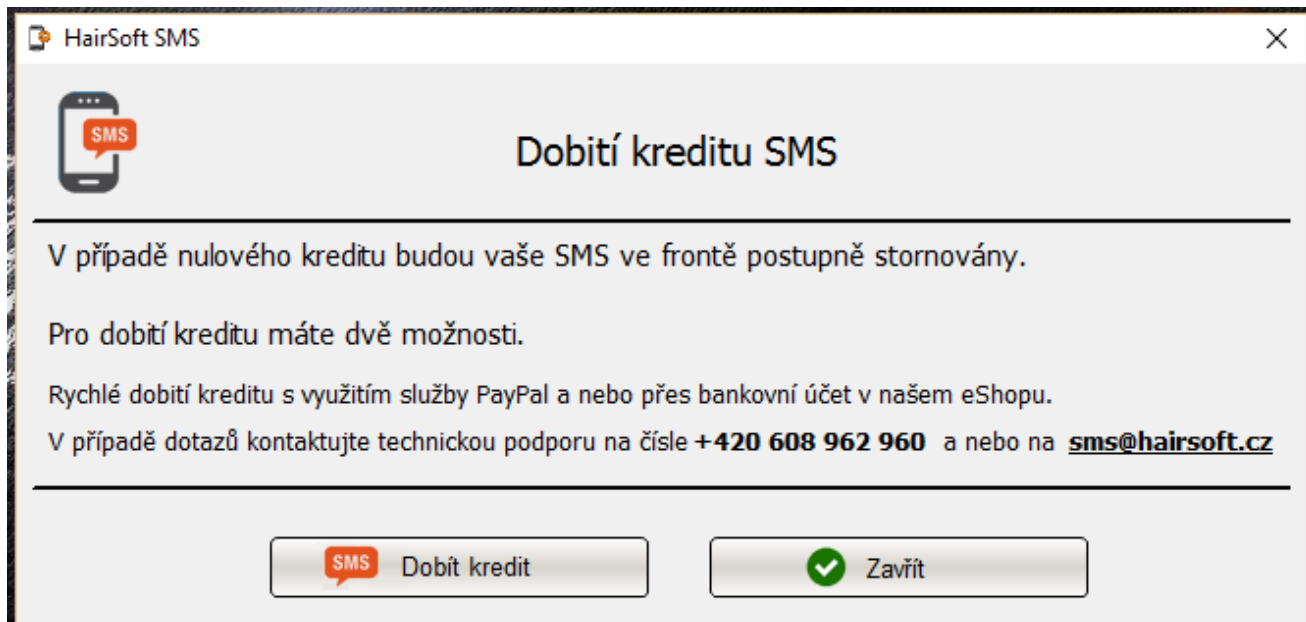 HairSoft SMS
SMS
Dobití kreditu SMS
V případě nulového kreditu budou vaše SMS ve frontě postupně stornovány.
Pro dobití kreditu máte dvě možnosti.
Rychlé dobití kreditu s využitím služby PayPal a nebo přes bankovní účet v našem eShopu.
V případě dotazů kontaktujte technickou podporu na čísle +420 608 962 960 a nebo na sms@hairsoft.cz
SMS Dobít kredit
Zavřít